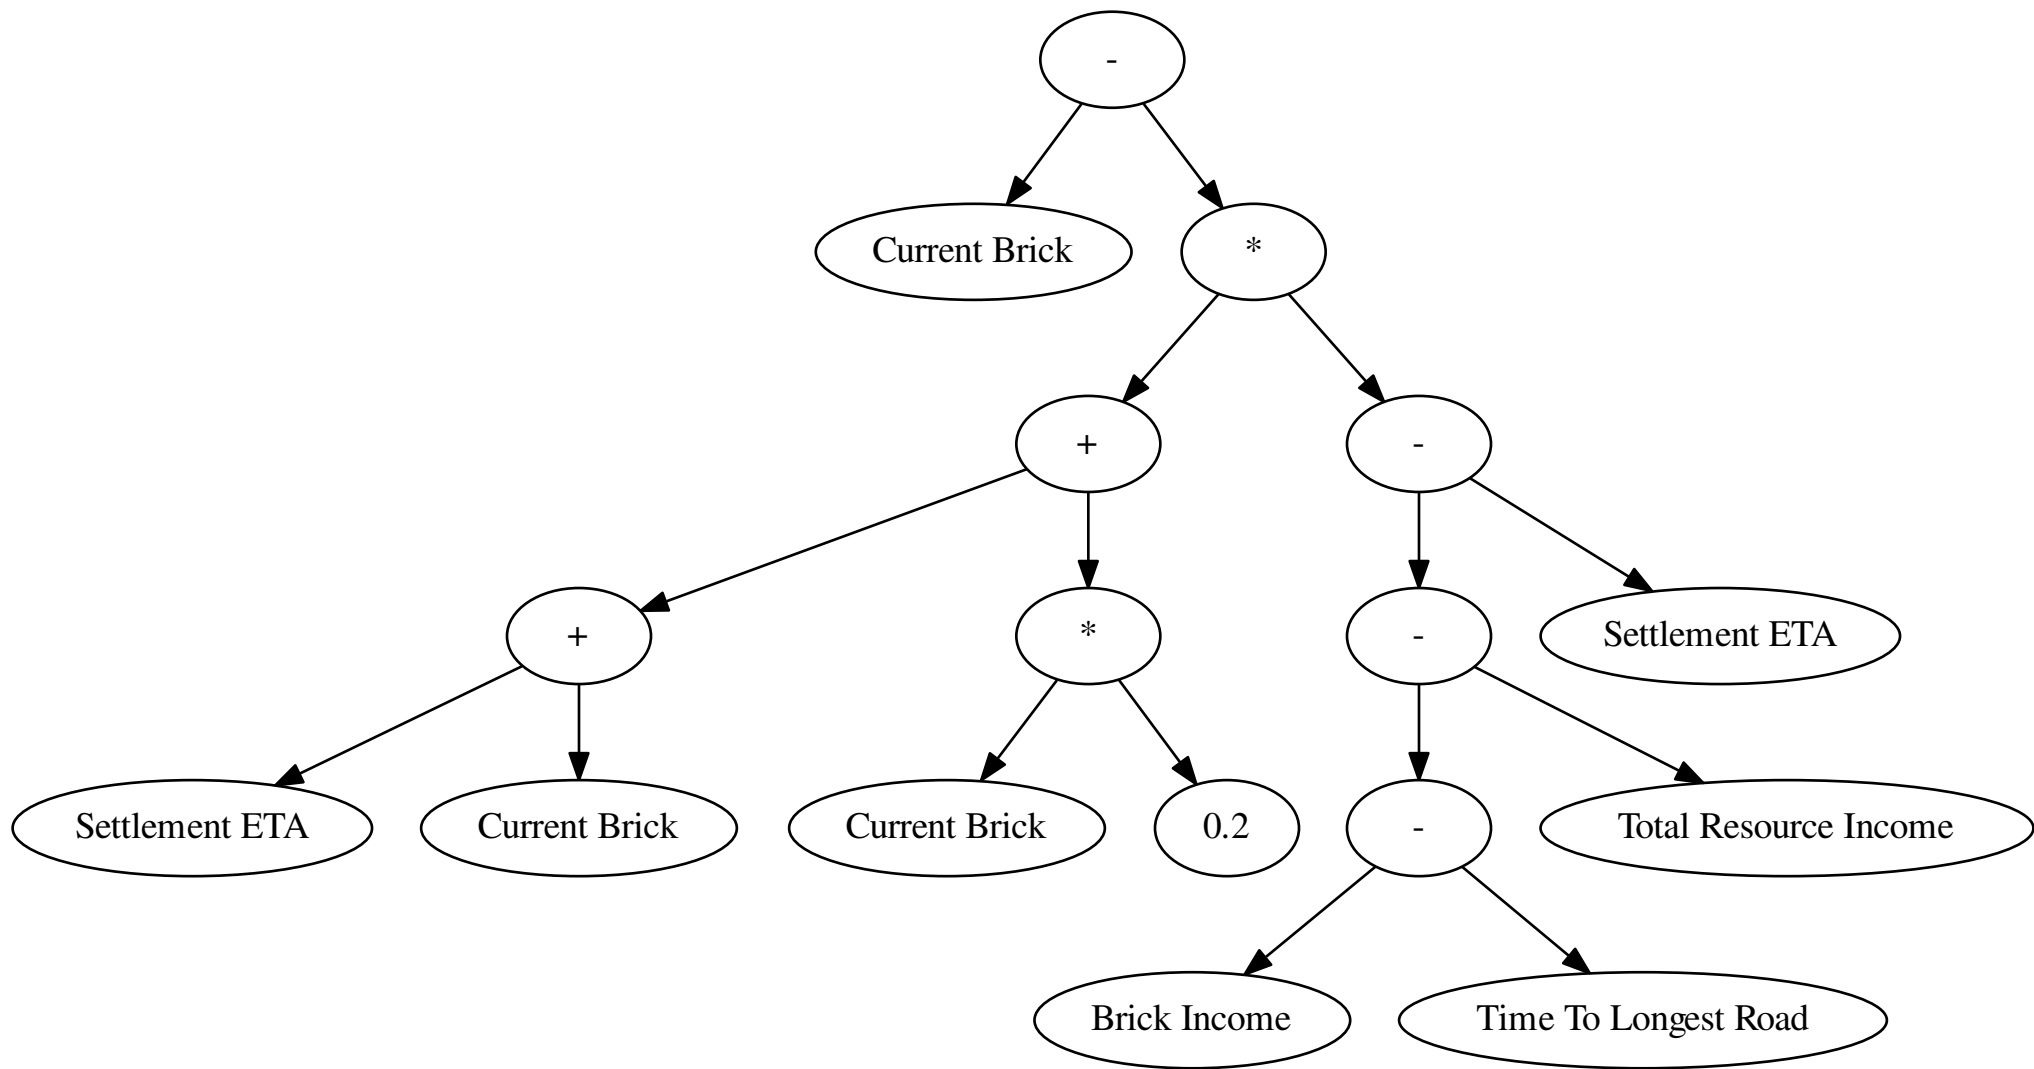 -
Current Brick
*
+
-
+
*
-
Settlement ETA
Settlement ETA
Current Brick
Current Brick
0.2
-
Total Resource Income
Brick Income
Time To Longest Road